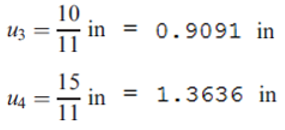 u₃ = 10/11 in = 0.9091 in
u₄ = 15/11 in = 1.3636 in